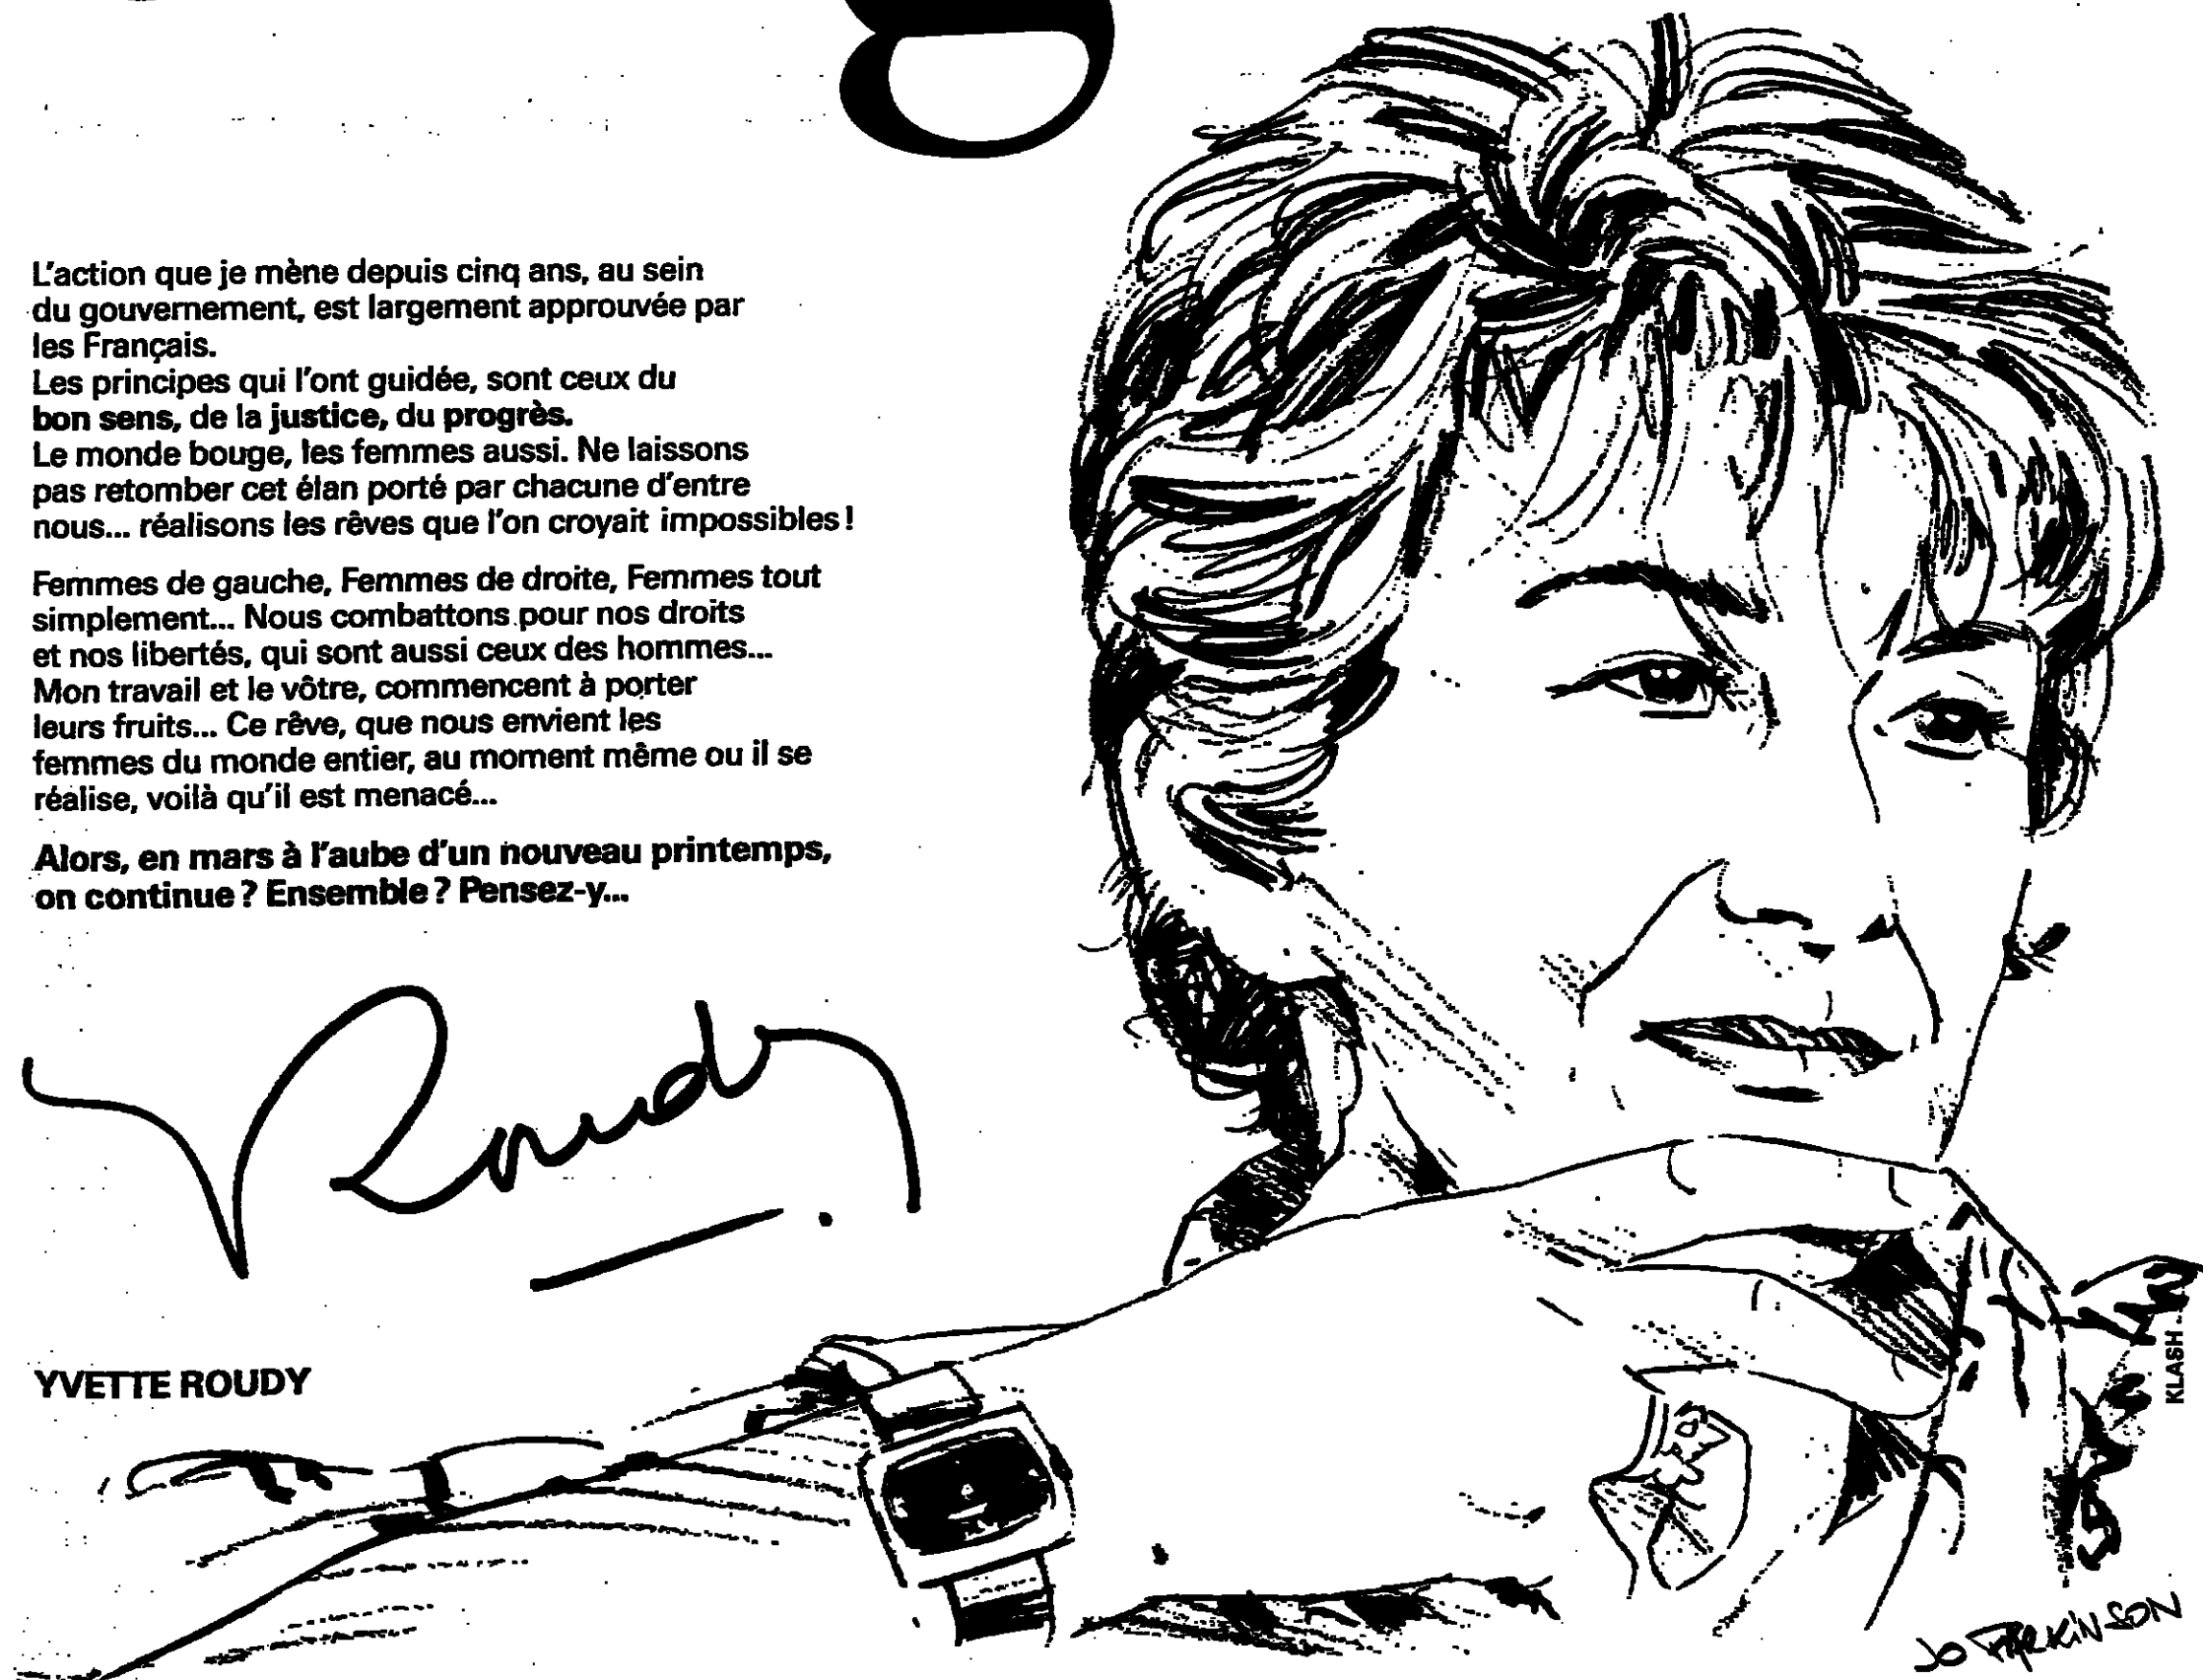 g
L'action que je mène depuis cinq ans, au sein
du gouvernement, est largement approuvée par
les Français.
Les principes qui l'ont guidée, sont ceux du
bon sens, de la justice, du progrès.
Le monde bouge, les femmes aussi. Ne laissons
pas retomber cet élan porté par chacune d'entre
nous... réalisons les rêves que l'on croyait impossibles!
Femmes de gauche, Femmes de droite, Femmes tout
simplement... Nous combattons pour nos droits
et nos libertés, qui sont aussi ceux des hommes...
Mon travail et le vôtre, commencent à porter
leurs fruits... Ce rêve, que nous envient les
femmes du monde entier, au moment même ou il se
réalise, voilà qu'il est menacé...
Alors, en mars à l'aube d'un nouveau printemps,
on continue? Ensemble? Pensez-y...
Roudy
YVETTE ROUDY
KLASH
JO PARKINSON